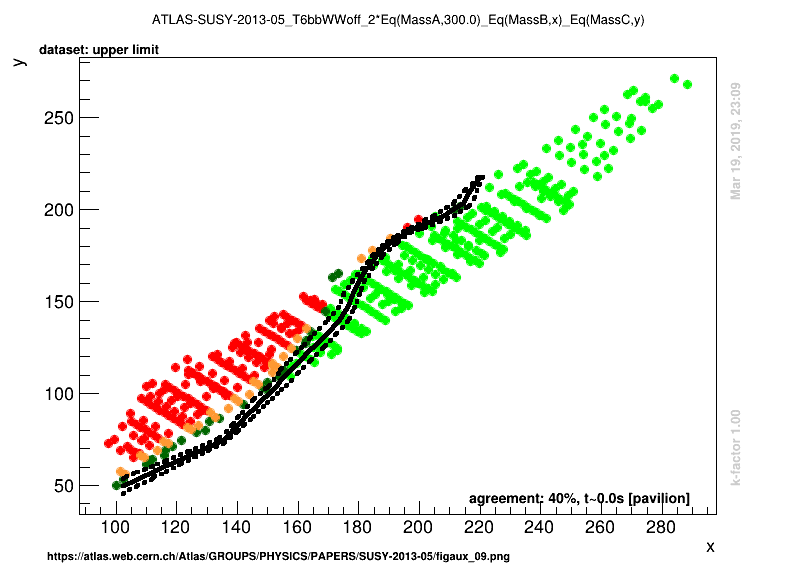 ATLAS-SUSY-2013-05_T6bbWWoff_2*Eq(MassA,300.0)_Eq(MassB,x)_Eq(MassC,y)
dataset: upper limit
y
250
200
150
100
50
100 120 140 160 180 200 220 240 260 280
x
agreement: 40%, t~0.0s [pavilion]
Mar 19, 2019, 23:09
k-factor 1.00
https://atlas.web.cern.ch/Atlas/GROUPS/PHYSICS/PAPERS/SUSY-2013-05/figaux_09.png